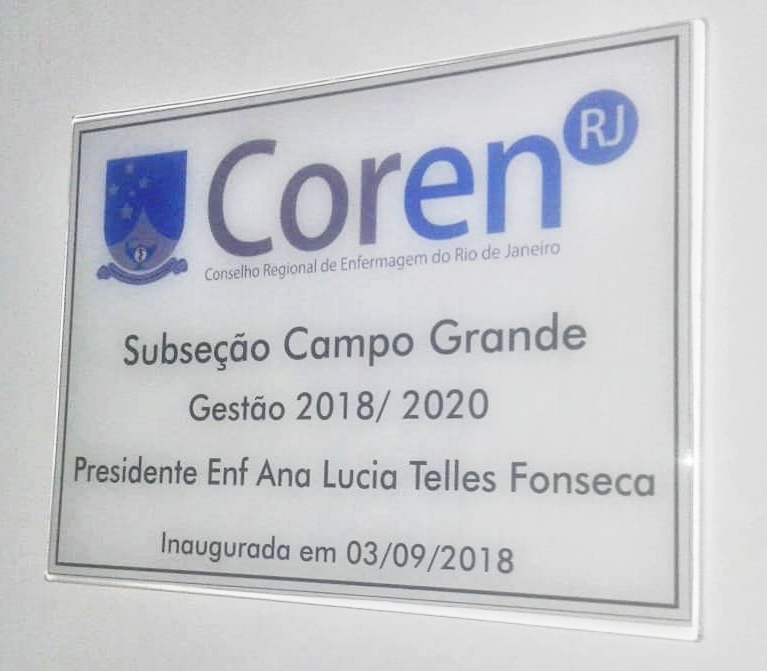 Coren RJ
Conselho Regional de Enfermagem do Rio de Janeiro
Subseção Campo Grande
Gestão 2018/ 2020
Presidente Enf Ana Lucia Telles Fonseca
Inaugurada em 03/09/2018